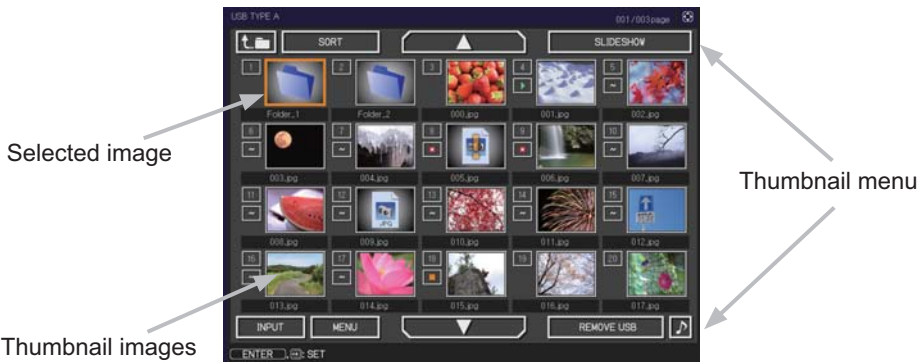 USB TYPE A 001/003page
SORT SLIDESHOW
1 2 3 4 5
Folder_1 Folder_2 000.jpg 001.jpg 002.jpg
Selected image
6 7 8 9 10
003.jpg 004.jpg 005.jpg 006.jpg 007.jpg
Thumbnail menu
11 12 13 14 15
JPG
008.jpg 009.jpg 010.jpg 011.jpg 012.jpg
16 17 18 19 20
013.jpg 014.jpg 015.jpg 016.jpg 017.jpg
Thumbnail images
INPUT MENU REMOVE USB
ENTER , : SET